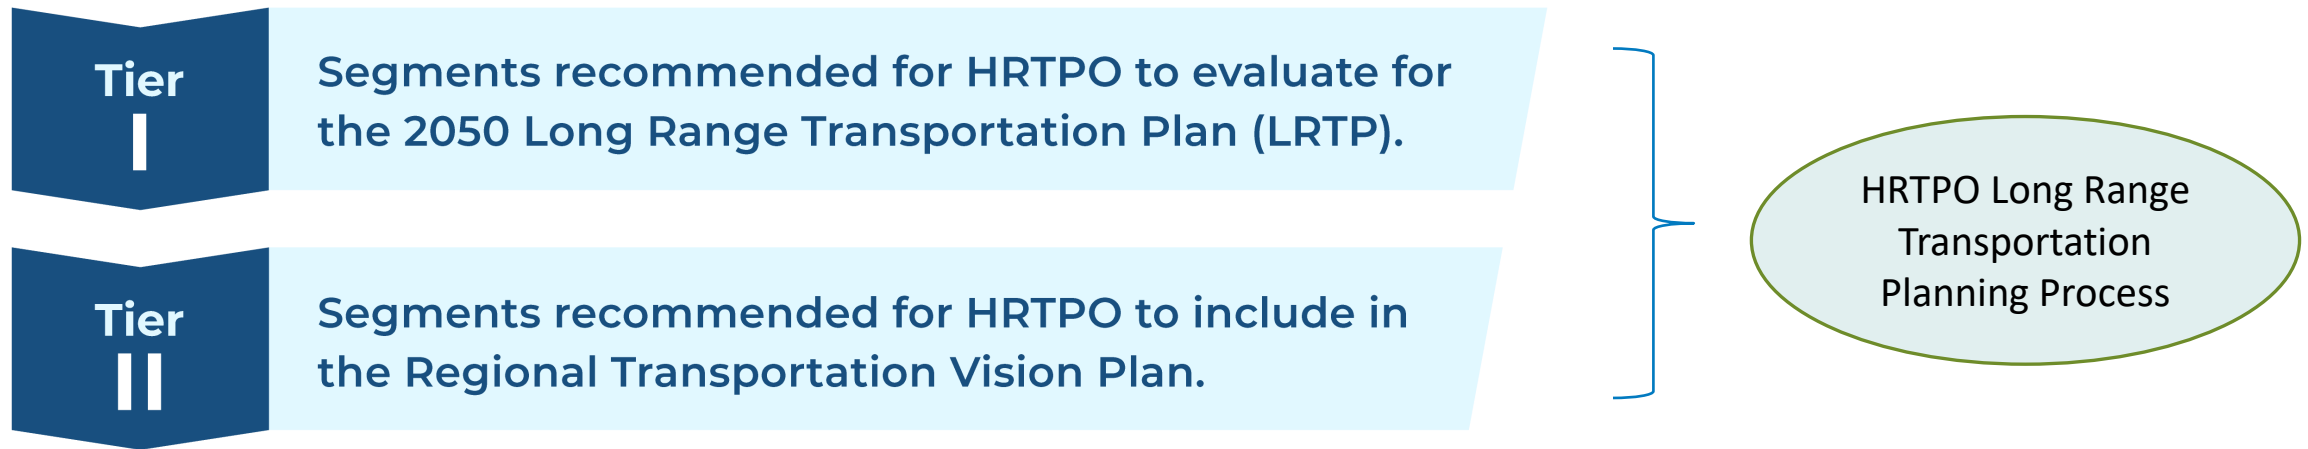 Tier
I
Segments recommended for HRTPO to evaluate for
the 2050 Long Range Transportation Plan (LRTP).
Tier
II
Segments recommended for HRTPO to include in
the Regional Transportation Vision Plan.
HRTPO Long Range
Transportation
Planning Process